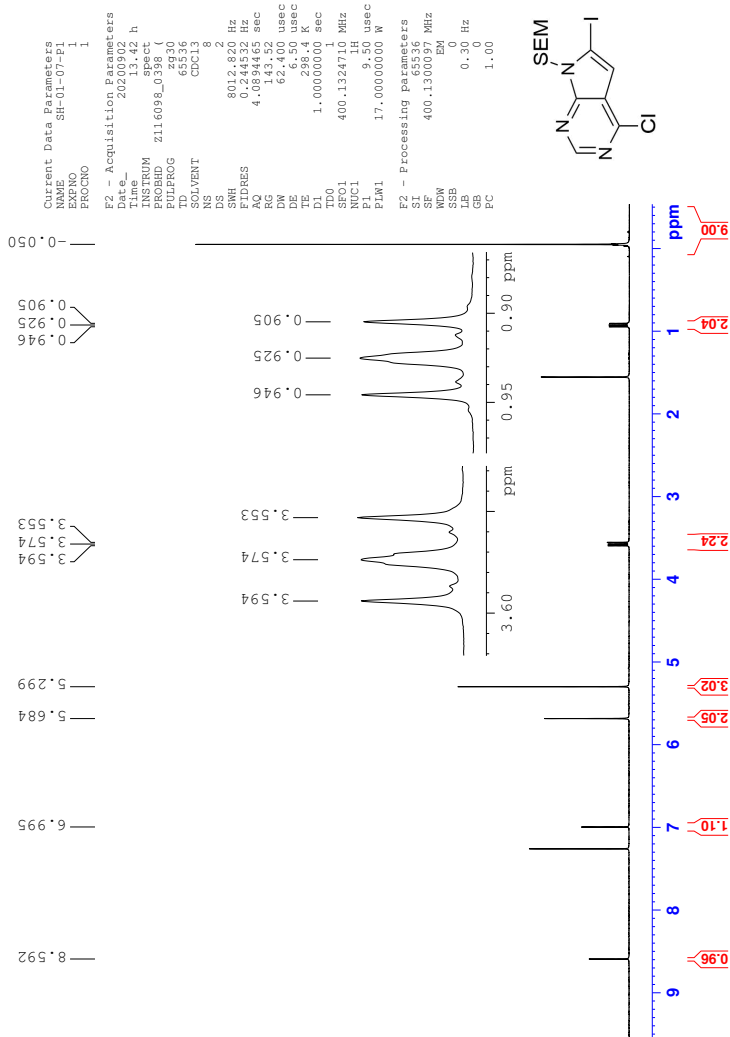 Current Data Parameters
NAME SH-01-07-P1
EXPNO 1
PROCNO 1
F2 - Acquisition Parameters
Date_ 20200902
Time 13.42 h
INSTRUM spect
PROBHD Z116098_0398 (
PULPROG zg30
TD 65536
SOLVENT CDCl3
NS 8
DS 2
SWH 8012.820 Hz
FIDRES 0.244532 Hz
AQ 4.0894465 sec
RG 143.52
DW 62.400 usec
DE 6.50 usec
TE 298.4 K
D1 1.00000000 sec
TD0 1
SFO1 400.1324710 MHz
NUC1 1H
P1 9.50 usec
PLW1 17.00000000 W
F2 - Processing parameters
SI 65536
SF 400.1300097 MHz
WDW EM
SSB 0
LB 0.30 Hz
GB 0
PC 1.00
SEM
N
I
N
N
Cl
8.592
6.995
5.684
5.299
3.594
3.574
3.553
0.946
0.925
0.905
-0.050
3.594
3.574
3.553
3.60
ppm
0.946
0.925
0.905
0.95
0.90
ppm
9
8
7
6
5
4
3
2
1
ppm
0.96
1.10
2.05
3.02
2.24
2.04
9.00